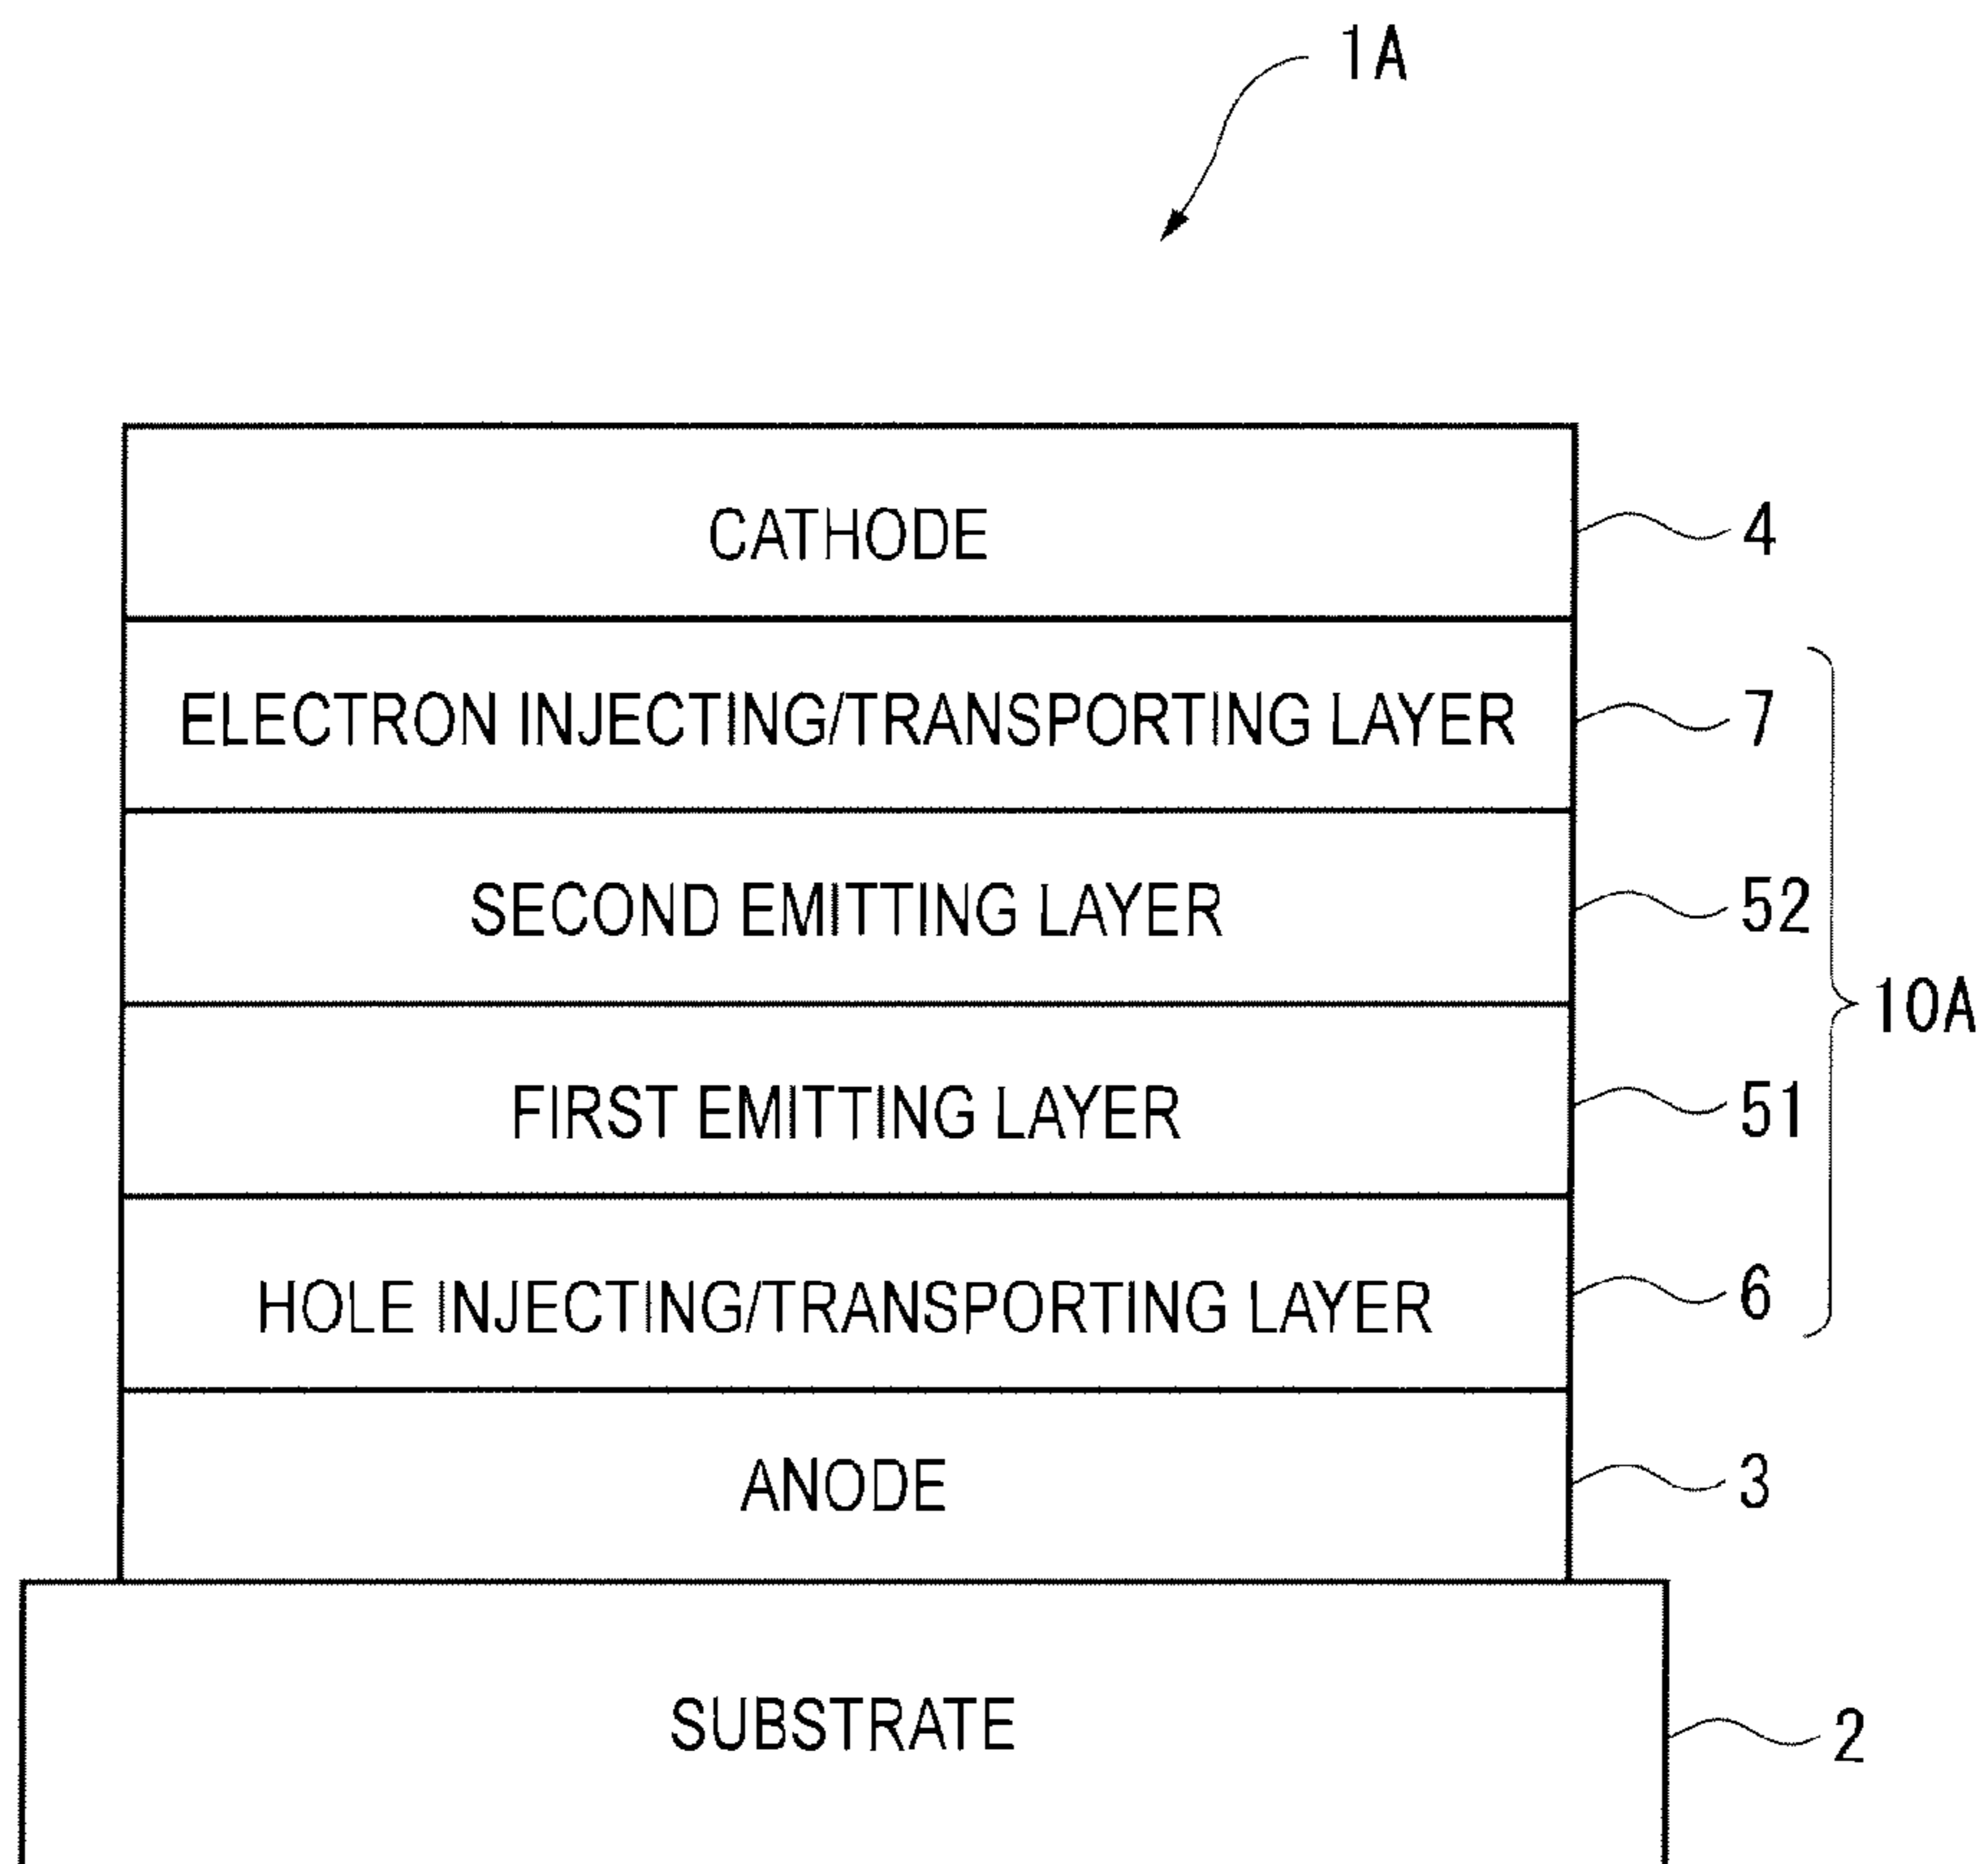 1A
CATHODE 4
ELECTRON INJECTING/TRANSPORTING LAYER 7
SECOND EMITTING LAYER 52
10A
FIRST EMITTING LAYER 51
HOLE INJECTING/TRANSPORTING LAYER 6
ANODE 3
SUBSTRATE 2